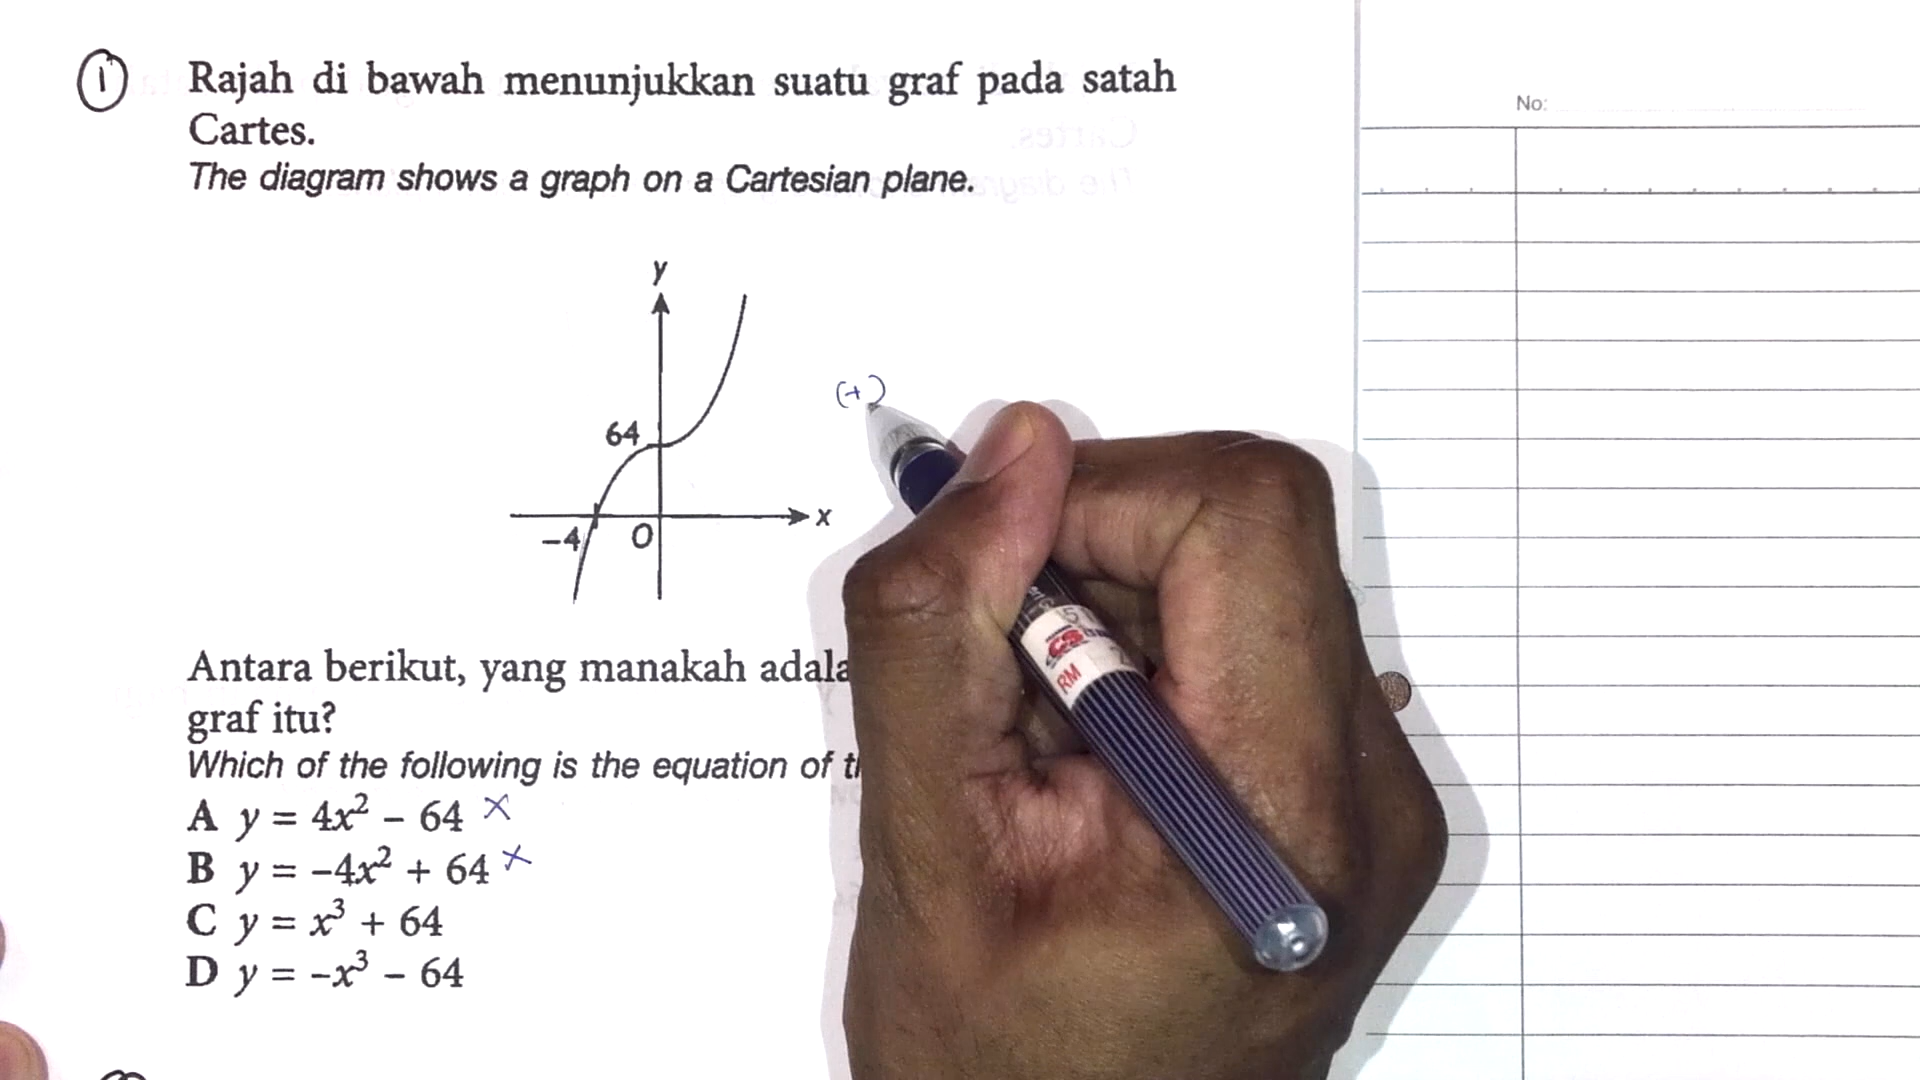 1 Rajah di bawah menunjukkan suatu graf pada satah
Cartes.
The diagram shows a graph on a Cartesian plane.
No:
y
(+)
64
x
-4 O
Antara berikut, yang manakah
graf itu?
Which of the following is the equation of
A y = 4x² – 64 ×
B y = –4x² + 64 ×
C y = x³ + 64
D y = –x³ – 64
CS
RM